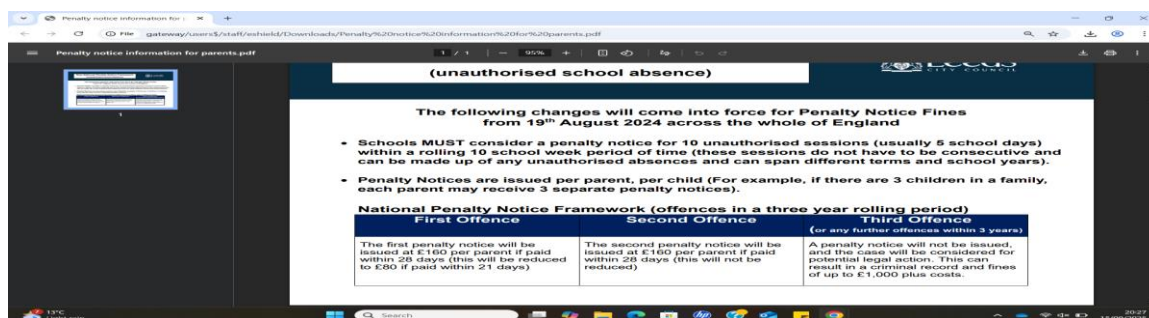 Penalty notice information for
File gateway/users$/staff/eshield/Downloads/Penalty%20notice%20information%20for%20parents.pdf
Penalty notice information for parents.pdf
1 / 1
95%
(unauthorised school absence)
CITY COUNCIL
1
The following changes will come into force for Penalty Notice Fines
from 19th August 2024 across the whole of England
• Schools MUST consider a penalty notice for 10 unauthorised sessions (usually 5 school days)
within a rolling 10 school week period of time (these sessions do not have to be consecutive and
can be made up of any unauthorised absences and can span different terms and school years).
• Penalty Notices are issued per parent, per child (For example, if there are 3 children in a family,
each parent may receive 3 separate penalty notices).
National Penalty Notice Framework (offences in a three year rolling period)
First Offence
The first penalty notice will be
issued at £160 per parent if paid
within 28 days (this will be reduced
to £80 if paid within 21 days)
Second Offence
The second penalty notice will be
issued at £160 per parent if paid
within 28 days (this will not be
reduced)
Third Offence
(or any further offences within 3 years)
A penalty notice will not be issued,
and the case will be considered for
potential legal action. This can
result in a criminal record and fines
of up to £1,000 plus costs.
13°C
Search
20:27